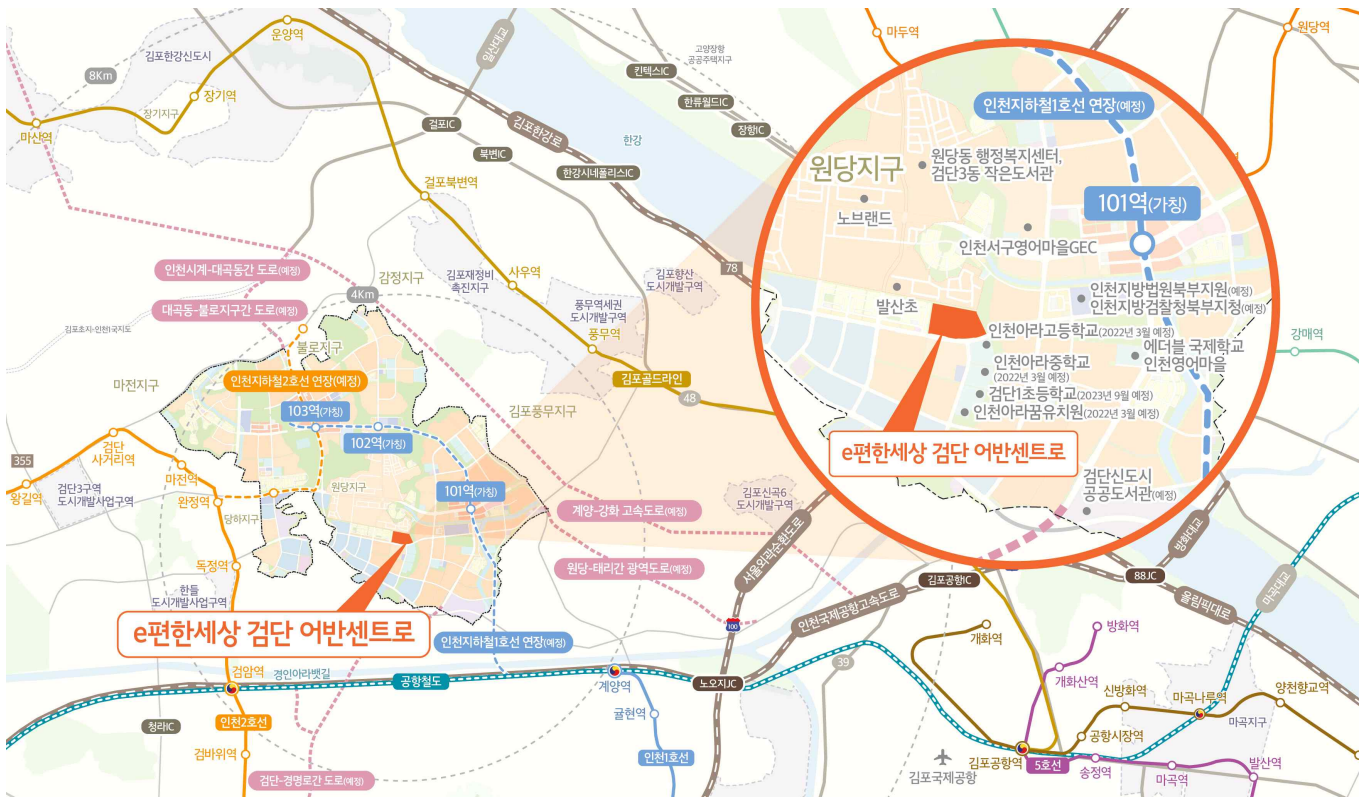 운양역
김포한강신도시
8Km
장기역
장기지구
마산역
일산대교
걸포IC
북변IC
김포한강로
한강시네폴리스IC
킨텍스IC
한류월드IC
장항IC
고양장항
공공주택지구
한강
마두역
원당역
걸포북변역
인천시계-대곡동간 도로(예정)
감정지구
4Km
대곡동-불로지구간 도로(예정)
김포초지-인천)국지도
불로지구
김포재정비
촉진지구
사우역
풍무역세권
도시개발구역
김포향산
도시개발구역
78
풍무역
김포골드라인
48
마전지구
인천지하철2호선 연장(예정)
103역(가칭)
102역(가칭)
김포풍무지구
101역(가칭)
검단
사거리역
355
왕길역
검단3구역
도시개발사업구역
마전역
완정역
원당지구
당하지구
독정역
한들
도시개발사업구역
김포신곡6
도시개발구역
계양-강화 고속도로(예정)
원당-태리간 광역도로(예정)
e편한세상 검단 어반센트로
인천지하철1호선 연장(예정)
검암역
경인아라뱃길
공항철도
계양역
귤현역
인천1호선
청라IC
인천2호선
검바위역
검단-경명로간 도로(예정)
노오지JC
100
서울외곽순환도로
인천국제공항고속도로
김포공항IC
39
인천지하철1호선 연장(예정)
원당지구
원당동 행정복지센터,
검단3동 작은도서관
노브랜드
101역(가칭)
인천서구영어마을GEC
발산초
인천지방법원북부지원(예정)
인천지방검찰청북부지청(예정)
인천아라고등학교(2022년 3월 예정)
에더블 국제학교
인천영어마을
인천아라중학교
(2022년 3월 예정)
검단1초등학교(2023년 9월 예정)
인천아라꿈유치원(2022년 3월 예정)
e편한세상 검단 어반센트로
검단신도시
공공도서관(예정)
강매역
방화대교
88JC
올림픽대로
마곡대교
개화역
방화역
개화산역
신방화역
마곡나루역
양천향교역
마곡지구
공항시장역
김포공항역
5호선
송정역
마곡역
발산역
김포국제공항